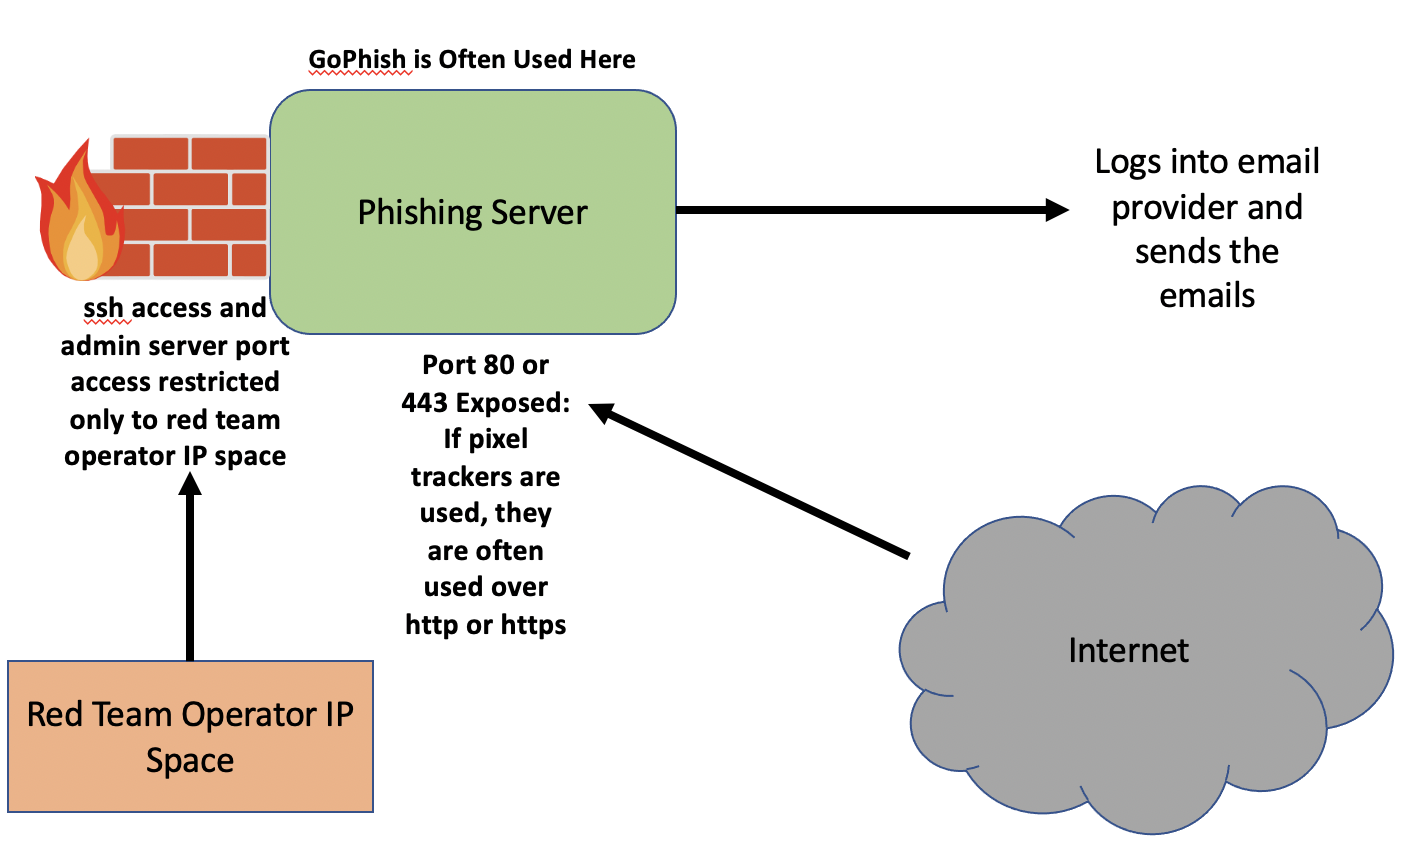 GoPhish is Often Used Here
Phishing Server
Logs into email
provider and
sends the
emails
ssh access and
admin server port
access restricted
only to red team
operator IP space
Port 80 or
443 Exposed:
If pixel
trackers are
used, they
are often
used over
http or https
Internet
Red Team Operator IP
Space